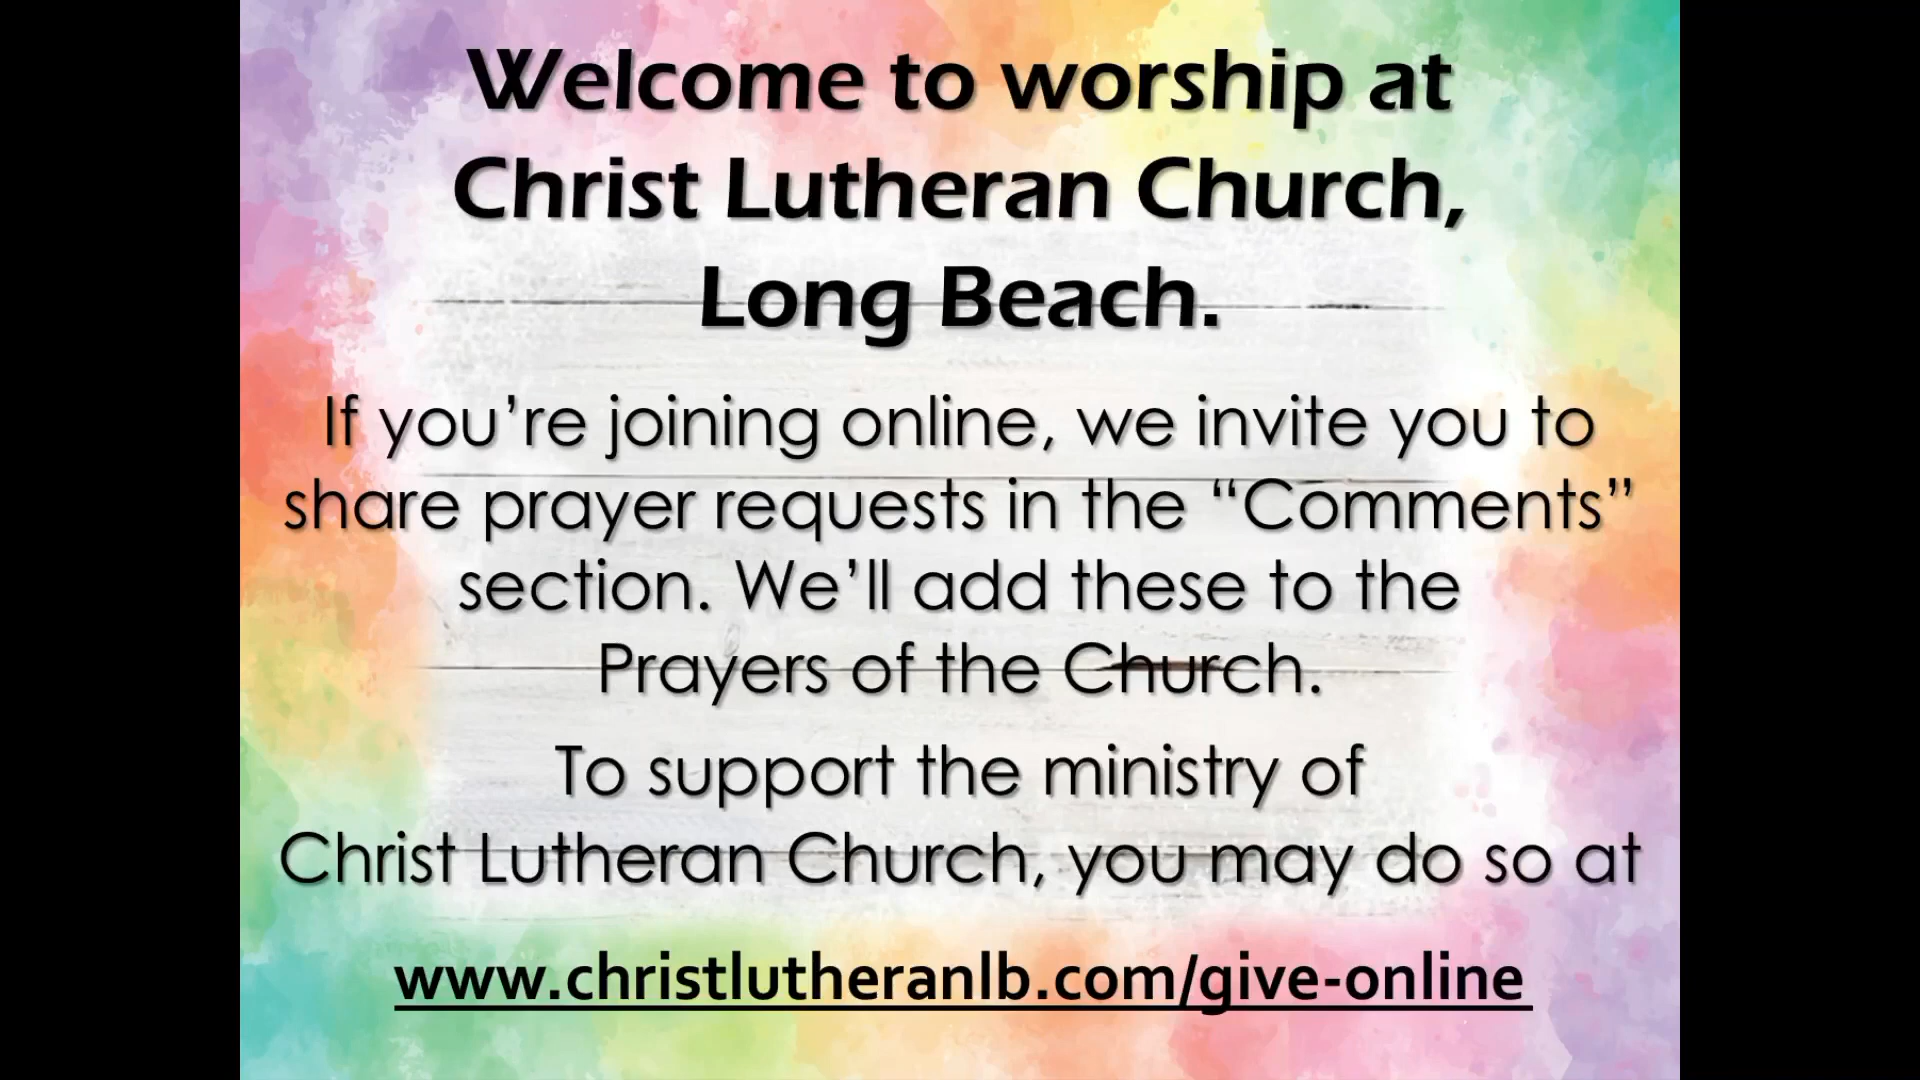 Welcome to worship at
Christ Lutheran Church,
Long Beach.
If you’re joining online, we invite you to
share prayer requests in the “Comments”
section. We’ll add these to the
Prayers of the Church.
To support the ministry of
Christ Lutheran Church, you may do so at
www.christlutheranlb.com/give-online